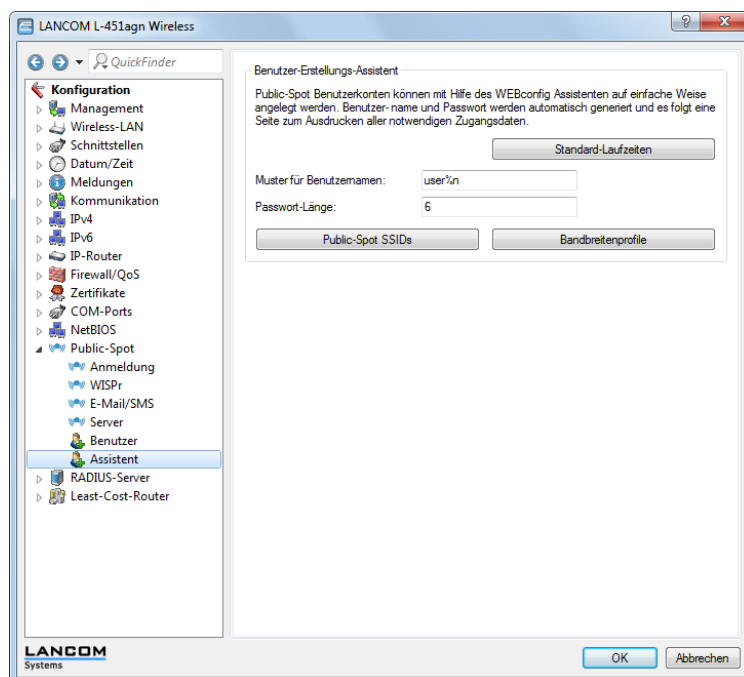 LANCOM L-451agn Wireless
QuickFinder
Konfiguration
Management
Wireless-LAN
Schnittstellen
Datum/Zeit
Meldungen
Kommunikation
IPv4
IPv6
IP-Router
Firewall/QoS
Zertifikate
COM-Ports
NetBIOS
Public-Spot
Anmeldung
WISPr
E-Mail/SMS
Server
Benutzer
Assistent
RADIUS-Server
Least-Cost-Router
Benutzer-Erstellungs-Assistent
Public-Spot Benutzerkonten können mit Hilfe des WEBconfig Assistenten auf einfache Weise
angelegt werden. Benutzer- name und Passwort werden automatisch generiert und es folgt eine
Seite zum Ausdrucken aller notwendigen Zugangsdaten.
Standard-Laufzeiten
Muster für Benutzernamen: user%n
Passwort-Länge: 6
Public-Spot SSIDs Bandbreitenprofile
LANCOM
Systems
OK Abbrechen